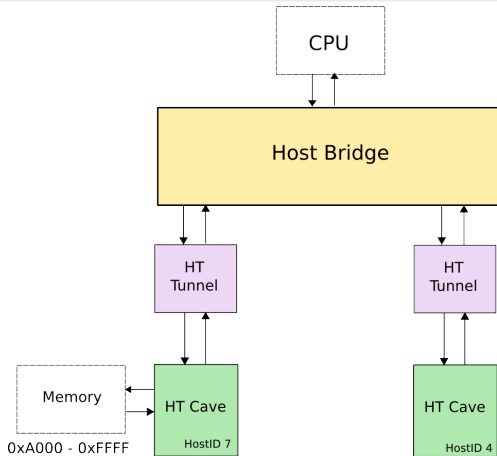 CPU
Host Bridge
HT
Tunnel
HT
Tunnel
Memory
HT Cave
HostID 7
0xA000 - 0xFFFF
HT Cave
HostID 4